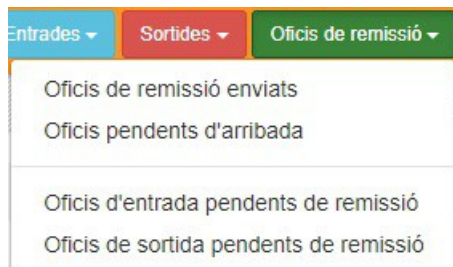 Entrades Sortides Oficis de remissió
Oficis de remissió enviats
Oficis pendents d'arribada
Oficis d'entrada pendents de remissió
Oficis de sortida pendents de remissió